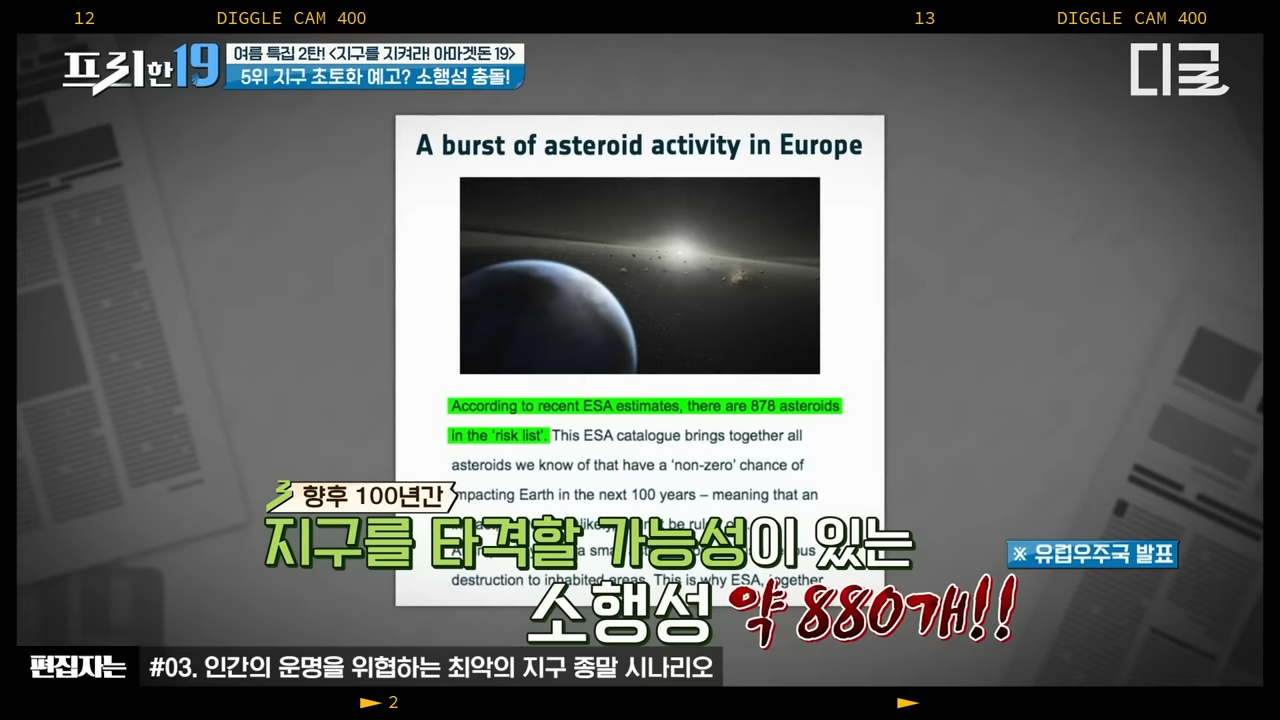 12 DIGGLE CAM 400 13 DIGGLE CAM 400
프리한19
여름 특집 2탄! <지구를 지켜라! 아마겟돈 19>
5위 지구 초토화 예고? 소행성 충돌!
디글
A burst of asteroid activity in Europe
According to recent ESA estimates, there are 878 asteroids
in the 'risk list'. This ESA catalogue brings together all
asteroids we know of that have a 'non-zero' chance of
impacting Earth in the next 100 years – meaning that an
향후 100년간
지구를 타격할 가능성이 있는
※ 유럽우주국 발표
destruction to inhabited areas. This is why ESA, together
소행성 약 880개!!
편집자는 #03. 인간의 운명을 위협하는 최악의 지구 종말 시나리오
2